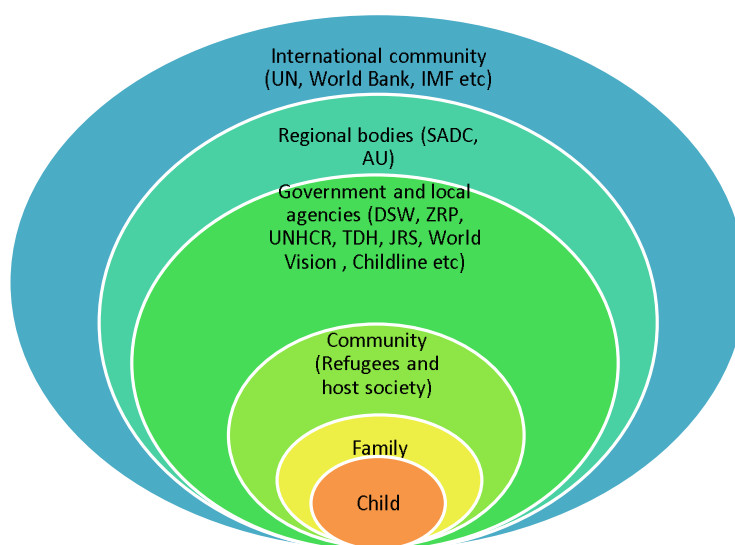 International community
(UN, World Bank, IMF etc)
Regional bodies (SADC,
AU)
Government and local
agencies (DSW, ZRP,
UNHCR, TDH, JRS, World
Vision , Childline etc)
Community
(Refugees and
host society)
Family
Child